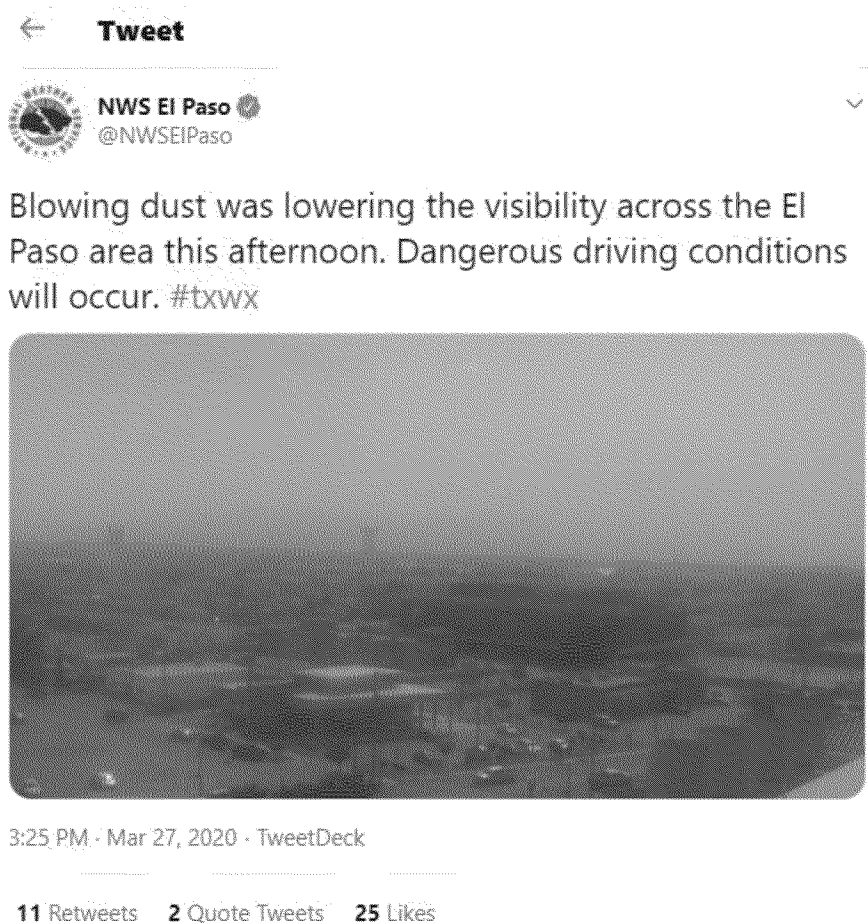 Tweet
NWS El Paso
@NWSElPaso
Blowing dust was lowering the visibility across the El
Paso area this afternoon. Dangerous driving conditions
will occur. #txwx
3:25 PM · Mar 27, 2020 · TweetDeck
11 Retweets 2 Quote Tweets 25 Likes